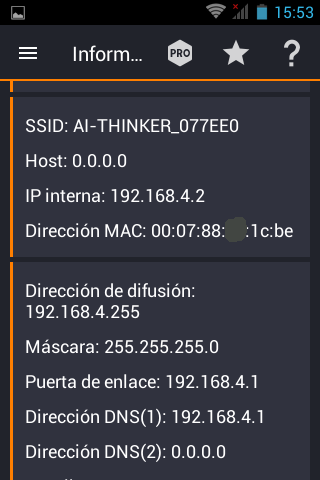 15:53
Inform...
PRO
SSID: AI-THINKER_077EE0
Host: 0.0.0.0
IP interna: 192.168.4.2
Dirección MAC: 00:07:88: :1c:be
Dirección de difusión:
192.168.4.255
Máscara: 255.255.255.0
Puerta de enlace: 192.168.4.1
Dirección DNS(1): 192.168.4.1
Dirección DNS(2): 0.0.0.0